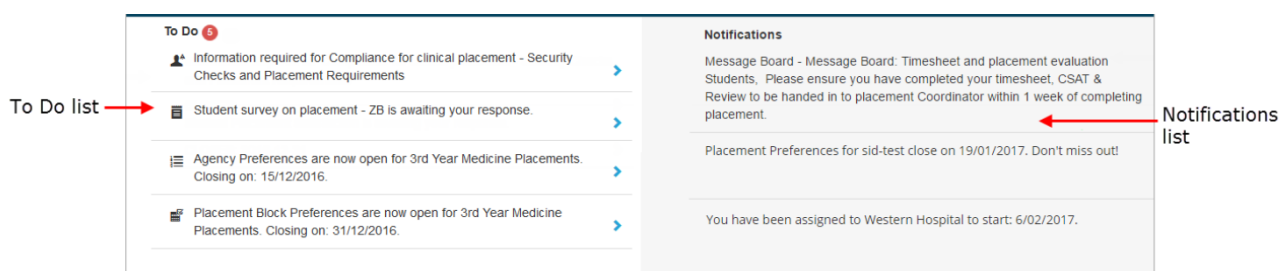 To Do 5
Information required for Compliance for clinical placement - Security
Checks and Placement Requirements
Student survey on placement - ZB is awaiting your response.
Agency Preferences are now open for 3rd Year Medicine Placements.
Closing on: 15/12/2016.
Placement Block Preferences are now open for 3rd Year Medicine
Placements. Closing on: 31/12/2016.
To Do list
Notifications
Message Board - Message Board: Timesheet and placement evaluation
Students,  Please ensure you have completed your timesheet, CSAT &
Review to be handed in to placement Coordinator within 1 week of completing
placement.
Placement Preferences for sid-test close on 19/01/2017. Don't miss out!
You have been assigned to Western Hospital to start: 6/02/2017.
Notifications
list